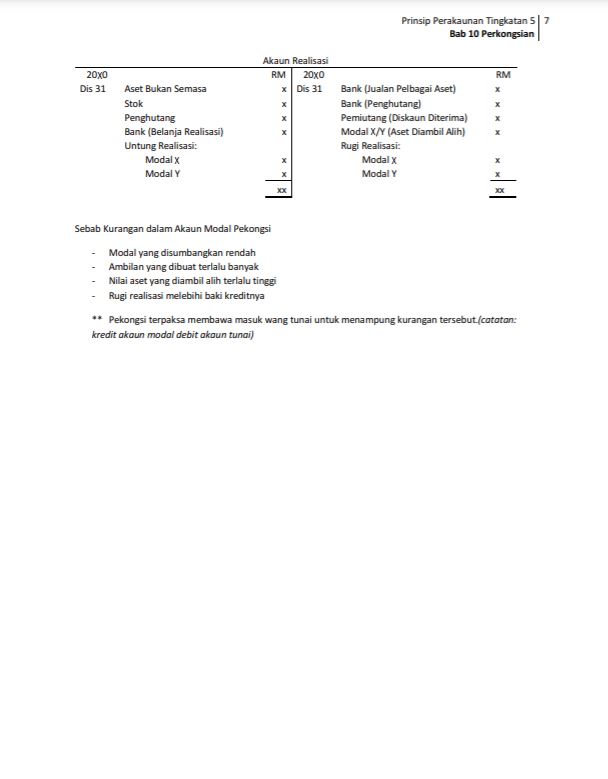 Prinsip Perakaunan Tingkatan 5 7
Bab 10 Perkongsian
Akaun Realisasi
20X0 RM 20X0 RM
Dis 31 Aset Bukan Semasa x Dis 31 Bank (Jualan Pelbagai Aset) x
Stok x Bank (Penghutang) x
Penghutang x Pemiutang (Diskaun Diterima) x
Bank (Belanja Realisasi) x Modal X/Y (Aset Diambil Alih) x
Untung Realisasi: Rugi Realisasi:
Modal X x Modal X x
Modal Y x Modal Y x
xx xx
Sebab Kurangan dalam Akaun Modal Pekongsi
- Modal yang disumbangkan rendah
- Ambilan yang dibuat terlalu banyak
- Nilai aset yang diambil alih terlalu tinggi
- Rugi realisasi melebihi baki kreditnya
** Pekongsi terpaksa membawa masuk wang tunai untuk menampung kurangan tersebut.(catatan:
kredit akaun modal debit akaun tunai)